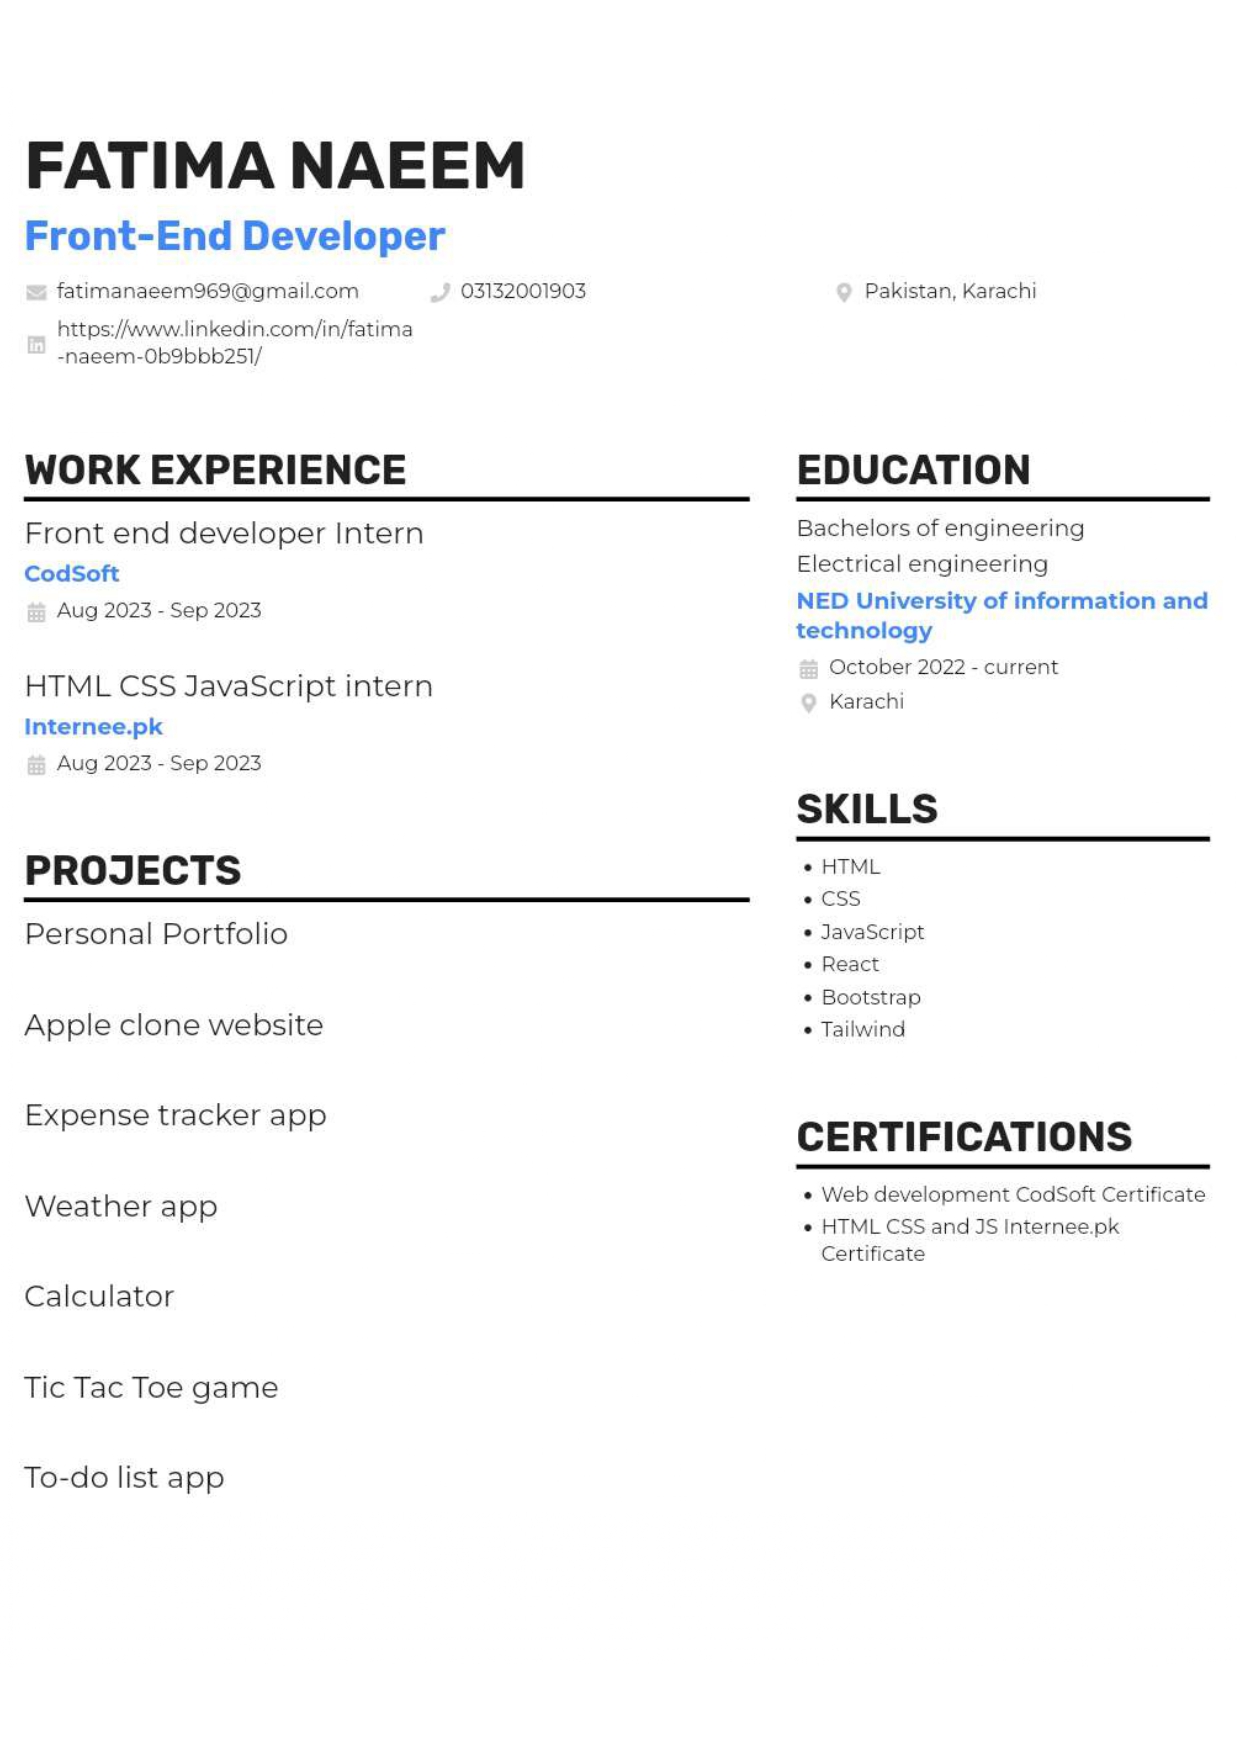 FATIMA NAEEM
Front-End Developer
fatimanaeem969@gmail.com
03132001903
Pakistan, Karachi
https://www.linkedin.com/in/fatima
-naeem-0b9bbb251/
WORK EXPERIENCE
Front end developer Intern
CodSoft
Aug 2023 - Sep 2023
HTML CSS JavaScript intern
Internee.pk
Aug 2023 - Sep 2023
PROJECTS
Personal Portfolio
Apple clone website
Expense tracker app
Weather app
Calculator
Tic Tac Toe game
To-do list app
EDUCATION
Bachelors of engineering
Electrical engineering
NED University of information and
technology
October 2022 - current
Karachi
SKILLS
• HTML
• CSS
• JavaScript
• React
• Bootstrap
• Tailwind
CERTIFICATIONS
• Web development CodSoft Certificate
• HTML CSS and JS Internee.pk
Certificate